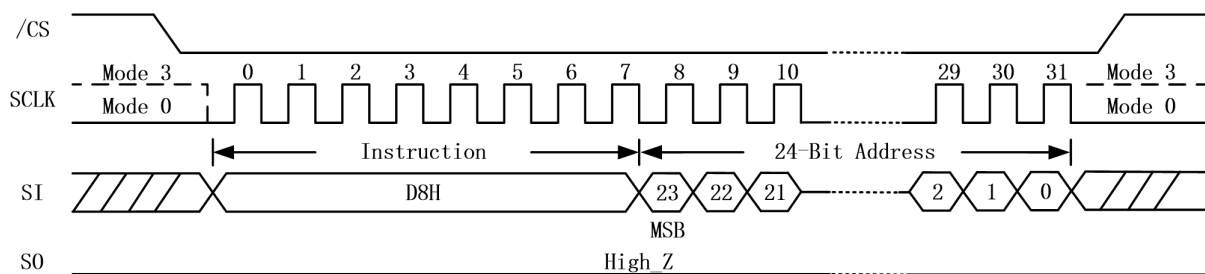 /CS
Mode 3 0 1 2 3 4 5 6 7 8 9 10 29 30 31 Mode 3
SCLK Mode 0 Mode 0
Instruction 24-Bit Address
SI D8H 23 22 21 2 1 0
MSB
SO High_Z